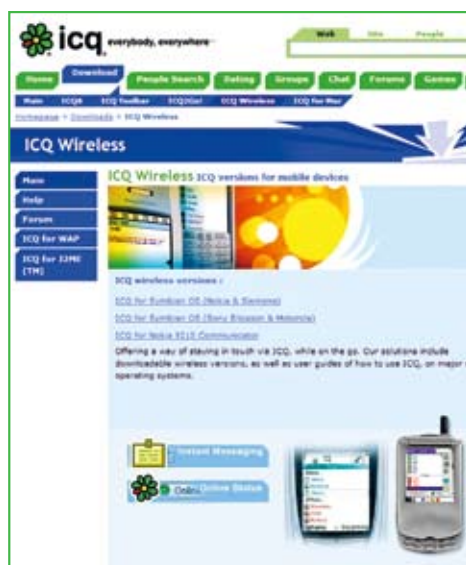 icq everybody, everywhere
Web Site People
Home Download People Search Dating Groups Chat Forums Games
Main ICQ6 ICQ Toolbar ICQ2Go! ICQ Wireless ICQ for Mac
Homepage > Downloads > ICQ Wireless
ICQ Wireless
Main
Help
Forum
ICQ for WAP
ICQ for J2ME
(TM)
ICQ Wireless ICQ versions for mobile devices
ICQ wireless versions :
ICQ for Symbian OS (Nokia & Siemens)
ICQ for Symbian OS (Sony Ericsson & Motorola)
ICQ for Nokia 9210 Communicator
Offering a way of staying in touch via ICQ, while on the go. Our solutions include
downloadable wireless versions, as well as user guides of how to use ICQ, on major
operating systems.
Instant Messaging
Online Online Status